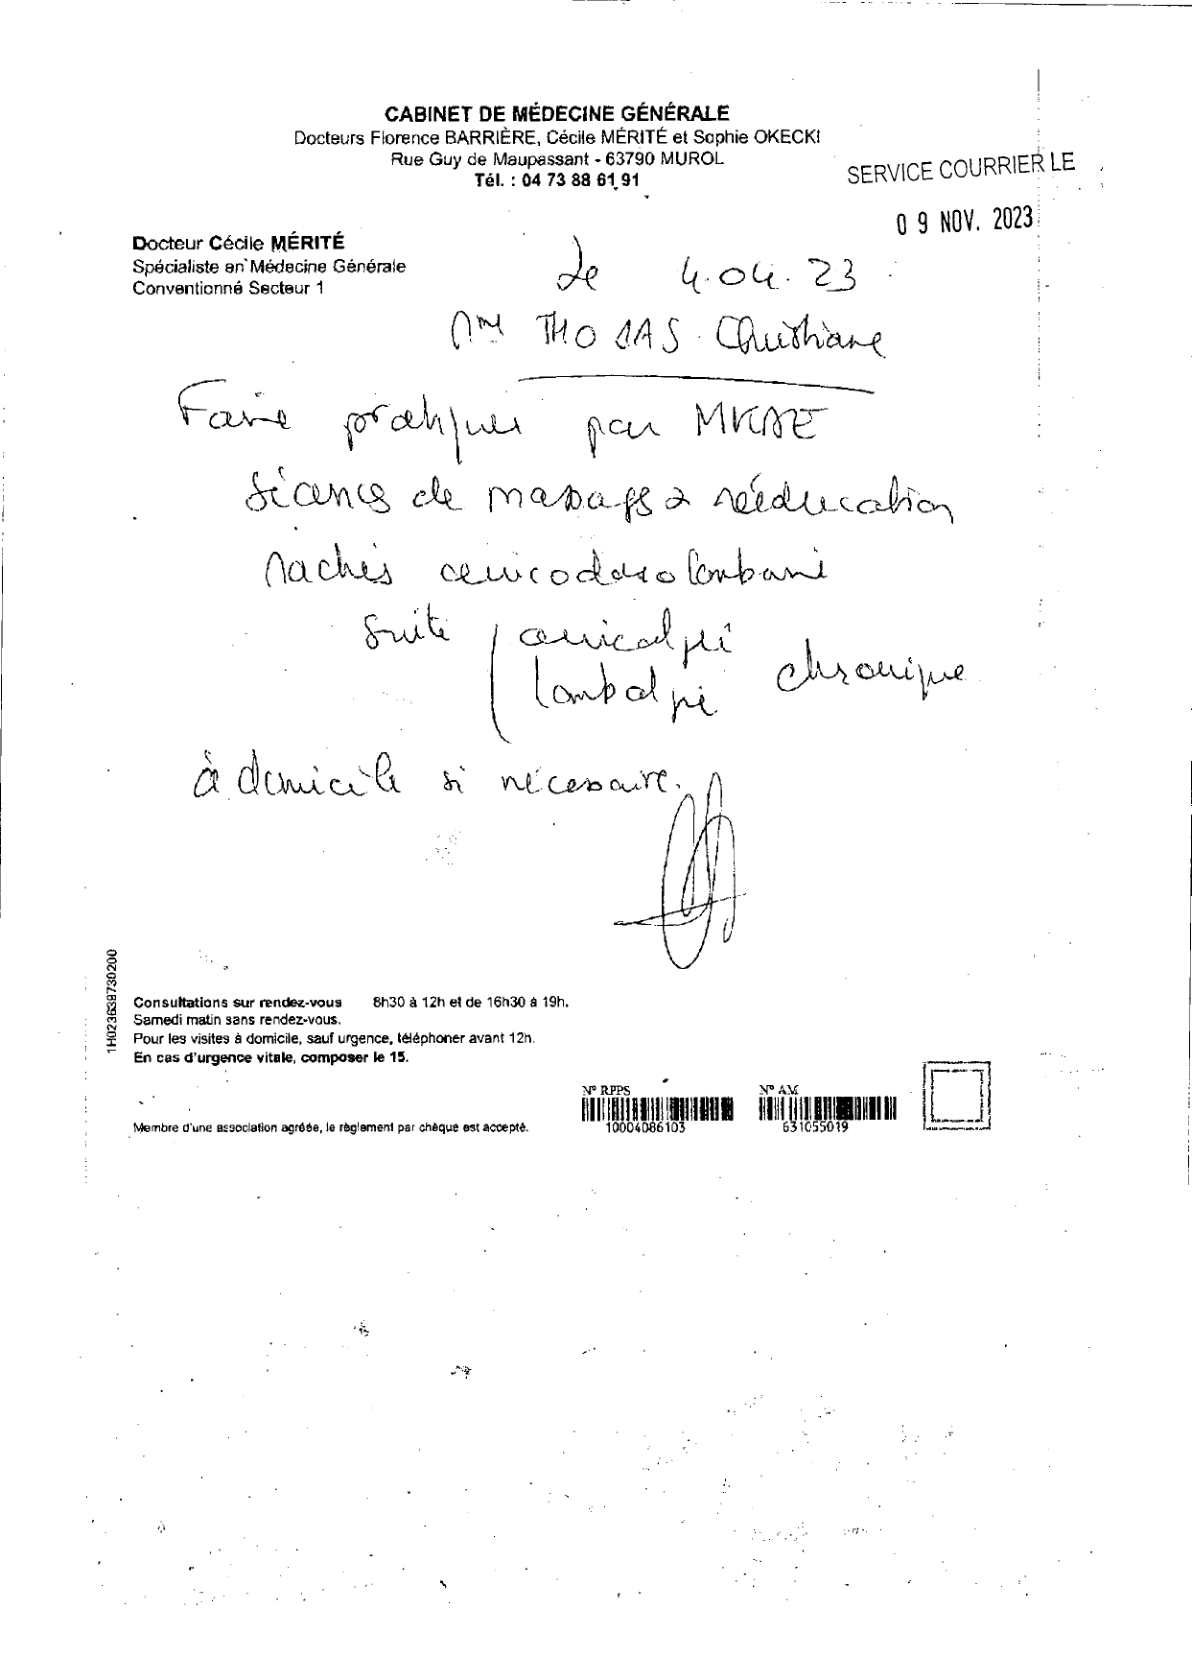 CABINET DE MÉDECINE GÉNÉRALE
Docteurs Florence BARRIÈRE, Cécile MÉRITÉ et Sophie OKECKI
Rue Guy de Maupassant - 63790 MUROL
Tél. : 04 73 88 61 91
SERVICE COURRIER LE
09 NOV. 2023
Docteur Cécile MÉRITÉ
Spécialiste en Médecine Générale
Conventionné Secteur 1
Le 4.04.23
Mme THOMAS Christiane
Faire pratiquer par MKDE
séances de massages & rééducation
rachis cervicodorsolombaire
suite cervicalgie
lombalgie chronique
à domicile si nécessaire.
1H023638730200
Consultations sur rendez-vous 8h30 à 12h et de 16h30 à 19h.
Samedi matin sans rendez-vous.
Pour les visites à domicile, sauf urgence, téléphoner avant 12h.
En cas d'urgence vitale, composer le 15.
N° RPPS N° AM
10004086103 631055019
Membre d'une association agréée, le règlement par chèque est accepté.